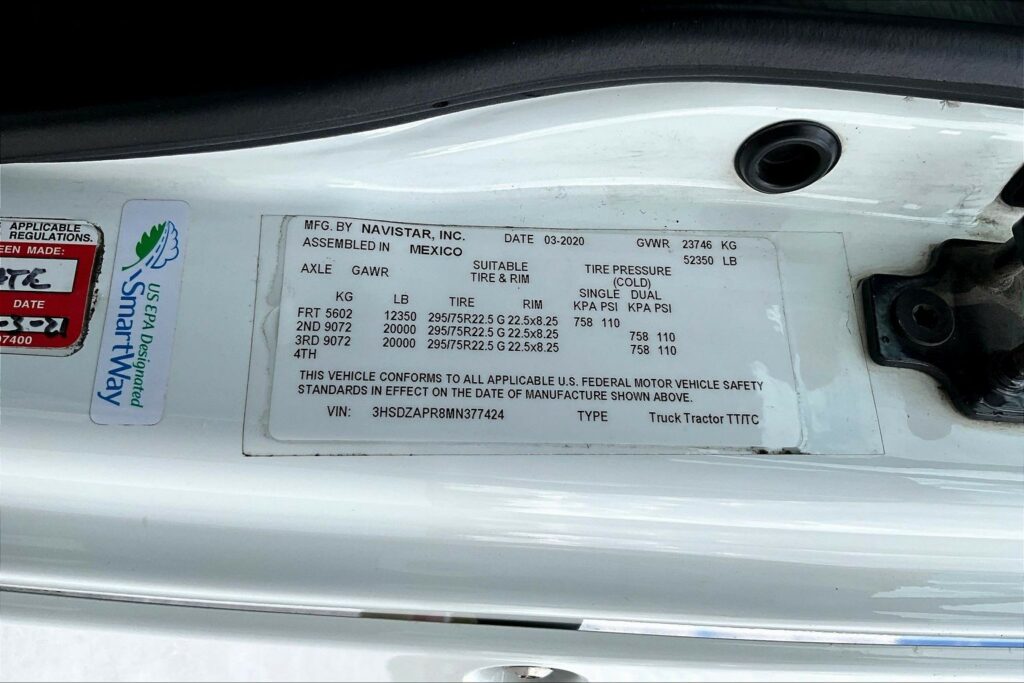 APPLICABLE
REGULATIONS.
EEN MADE:
DATE
07400
US EPA Designated
SmartWay
MFG. BY NAVISTAR, INC. DATE 03-2020 GVWR 23746 KG
ASSEMBLED IN MEXICO 52350 LB
AXLE GAWR SUITABLE TIRE & RIM TIRE PRESSURE (COLD)
SINGLE DUAL
KG LB TIRE RIM KPA PSI KPA PSI
FRT 5602 12350 295/75R22.5 G 22.5x8.25 758 110
2ND 9072 20000 295/75R22.5 G 22.5x8.25 758 110
3RD 9072 20000 295/75R22.5 G 22.5x8.25 758 110
4TH
THIS VEHICLE CONFORMS TO ALL APPLICABLE U.S. FEDERAL MOTOR VEHICLE SAFETY
STANDARDS IN EFFECT ON THE DATE OF MANUFACTURE SHOWN ABOVE.
VIN: 3HSDZAPR8MN377424 TYPE Truck Tractor TT/TC